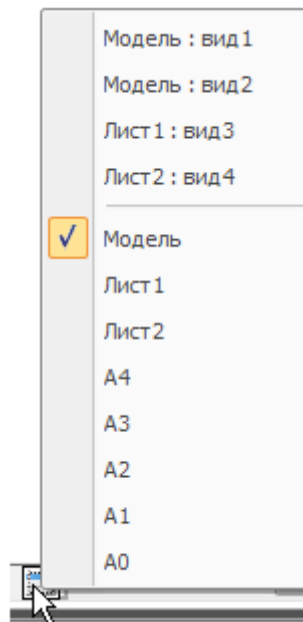 Модель : вид1
Модель : вид2
Лист1 : вид3
Лист2 : вид4
Модель
Лист1
Лист2
A4
A3
A2
A1
A0